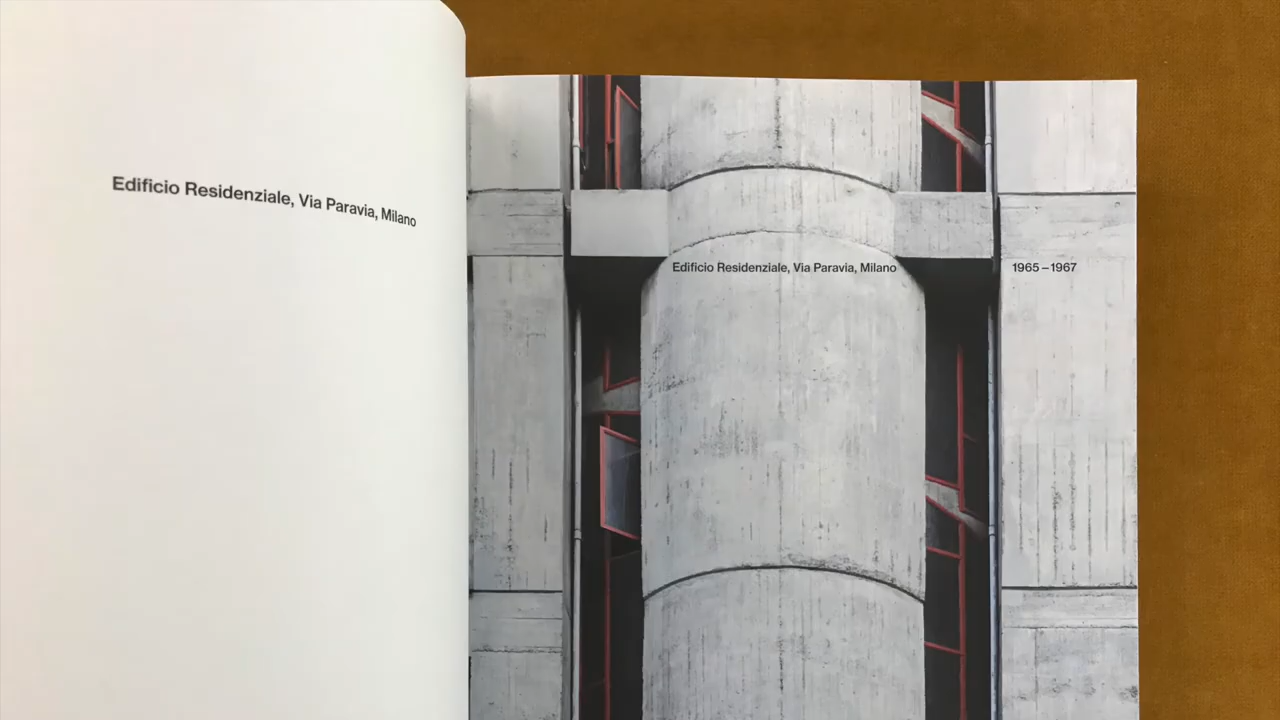 Edificio Residenziale, Via Paravia, Milano
Edificio Residenziale, Via Paravia, Milano 1965–1967